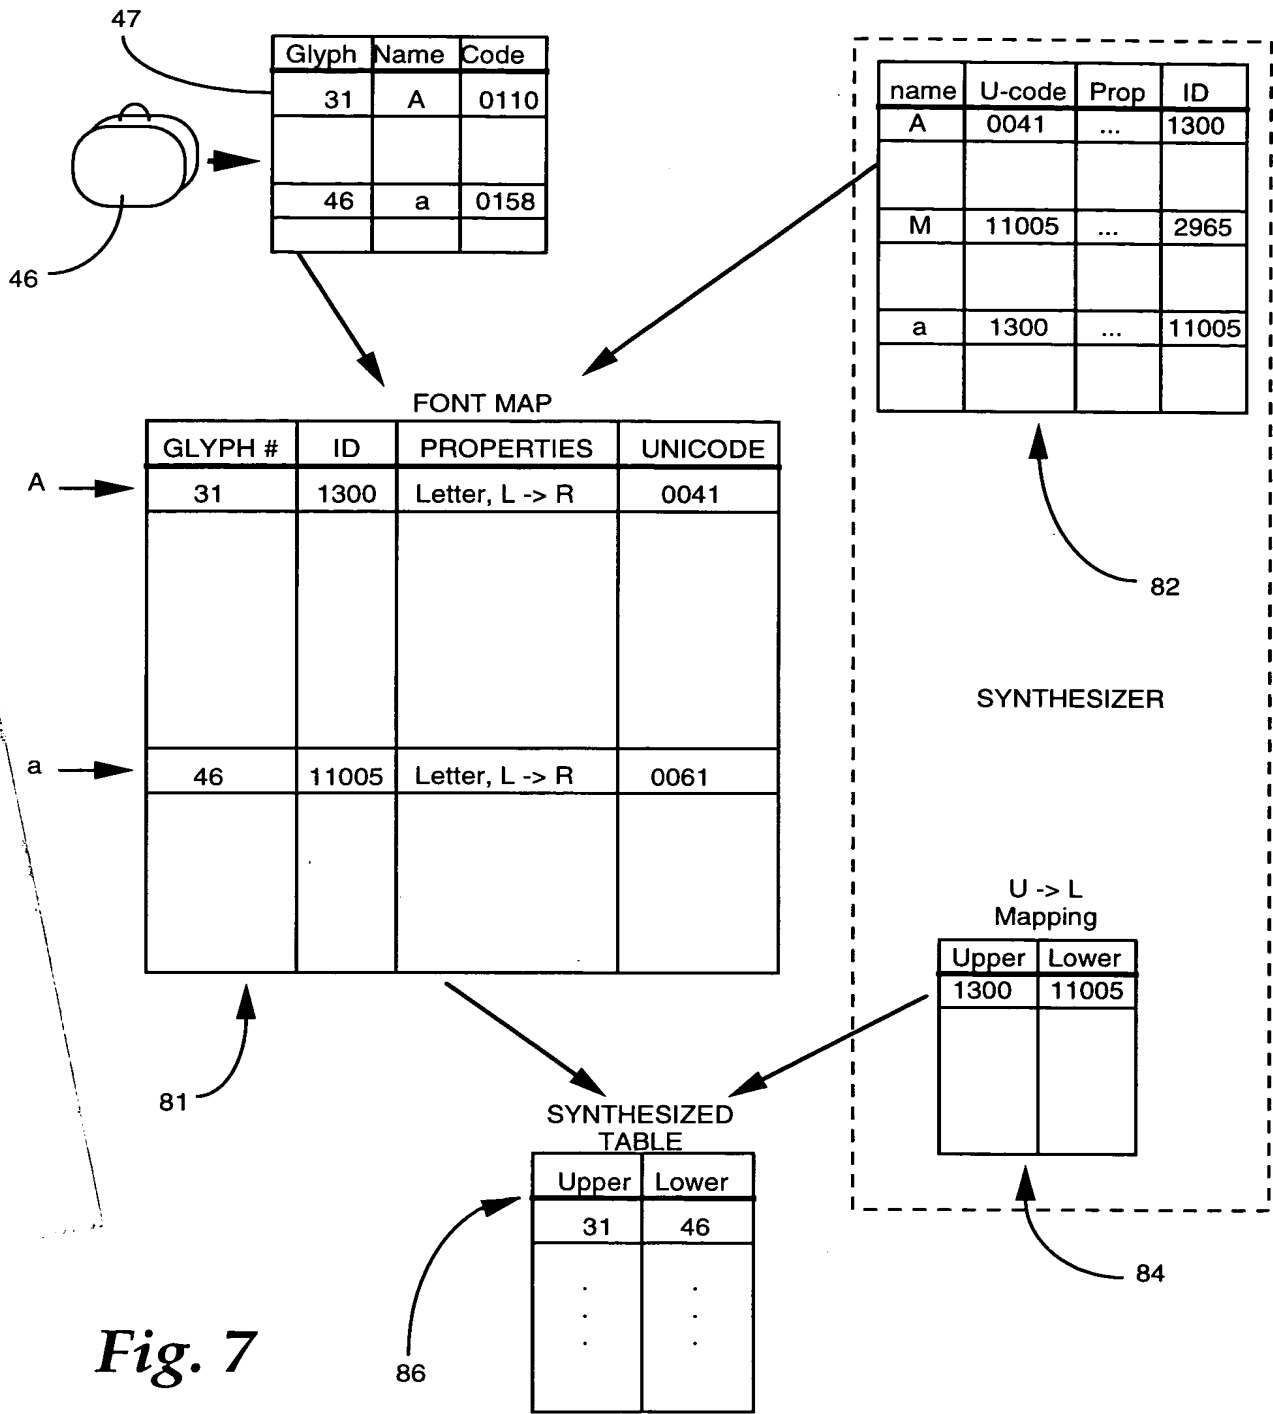 47
Glyph Name Code
31 A 0110
46 a 0158
46
name U-code Prop ID
A 0041 ... 1300
M 11005 ... 2965
a 1300 ... 11005
82
SYNTHESIZER
FONT MAP
GLYPH # ID PROPERTIES UNICODE
A 31 1300 Letter, L -> R 0041
a 46 11005 Letter, L -> R 0061
81
U -> L
Mapping
Upper Lower
1300 11005
84
SYNTHESIZED
TABLE
Upper Lower
31 46
. .
. .
. .
86
Fig. 7